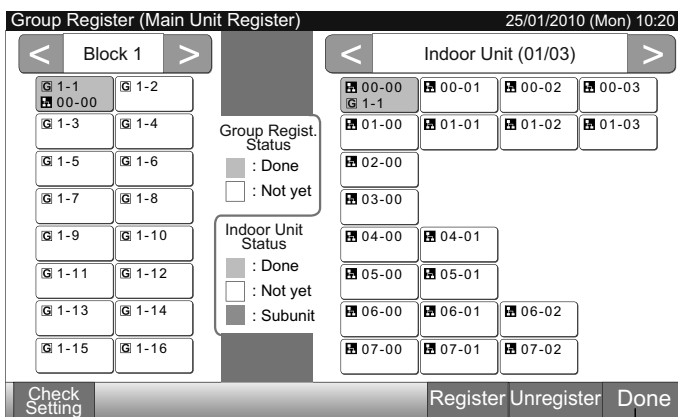 Group Register (Main Unit Register) 25/01/2010 (Mon) 10:20
< Block 1 >
G 1-1
00-00
G 1-2
G 1-3 G 1-4
G 1-5 G 1-6
G 1-7 G 1-8
G 1-9 G 1-10
G 1-11 G 1-12
G 1-13 G 1-14
G 1-15 G 1-16
Group Regist.
Status
: Done
: Not yet
Indoor Unit
Status
: Done
: Not yet
: Subunit
< Indoor Unit (01/03) >
00-00 00-01 00-02 00-03
G 1-1
01-00 01-01 01-02 01-03
02-00
03-00
04-00 04-01
05-00 05-01
06-00 06-01 06-02
07-00 07-01 07-02
Check
Setting
Register Unregister Done